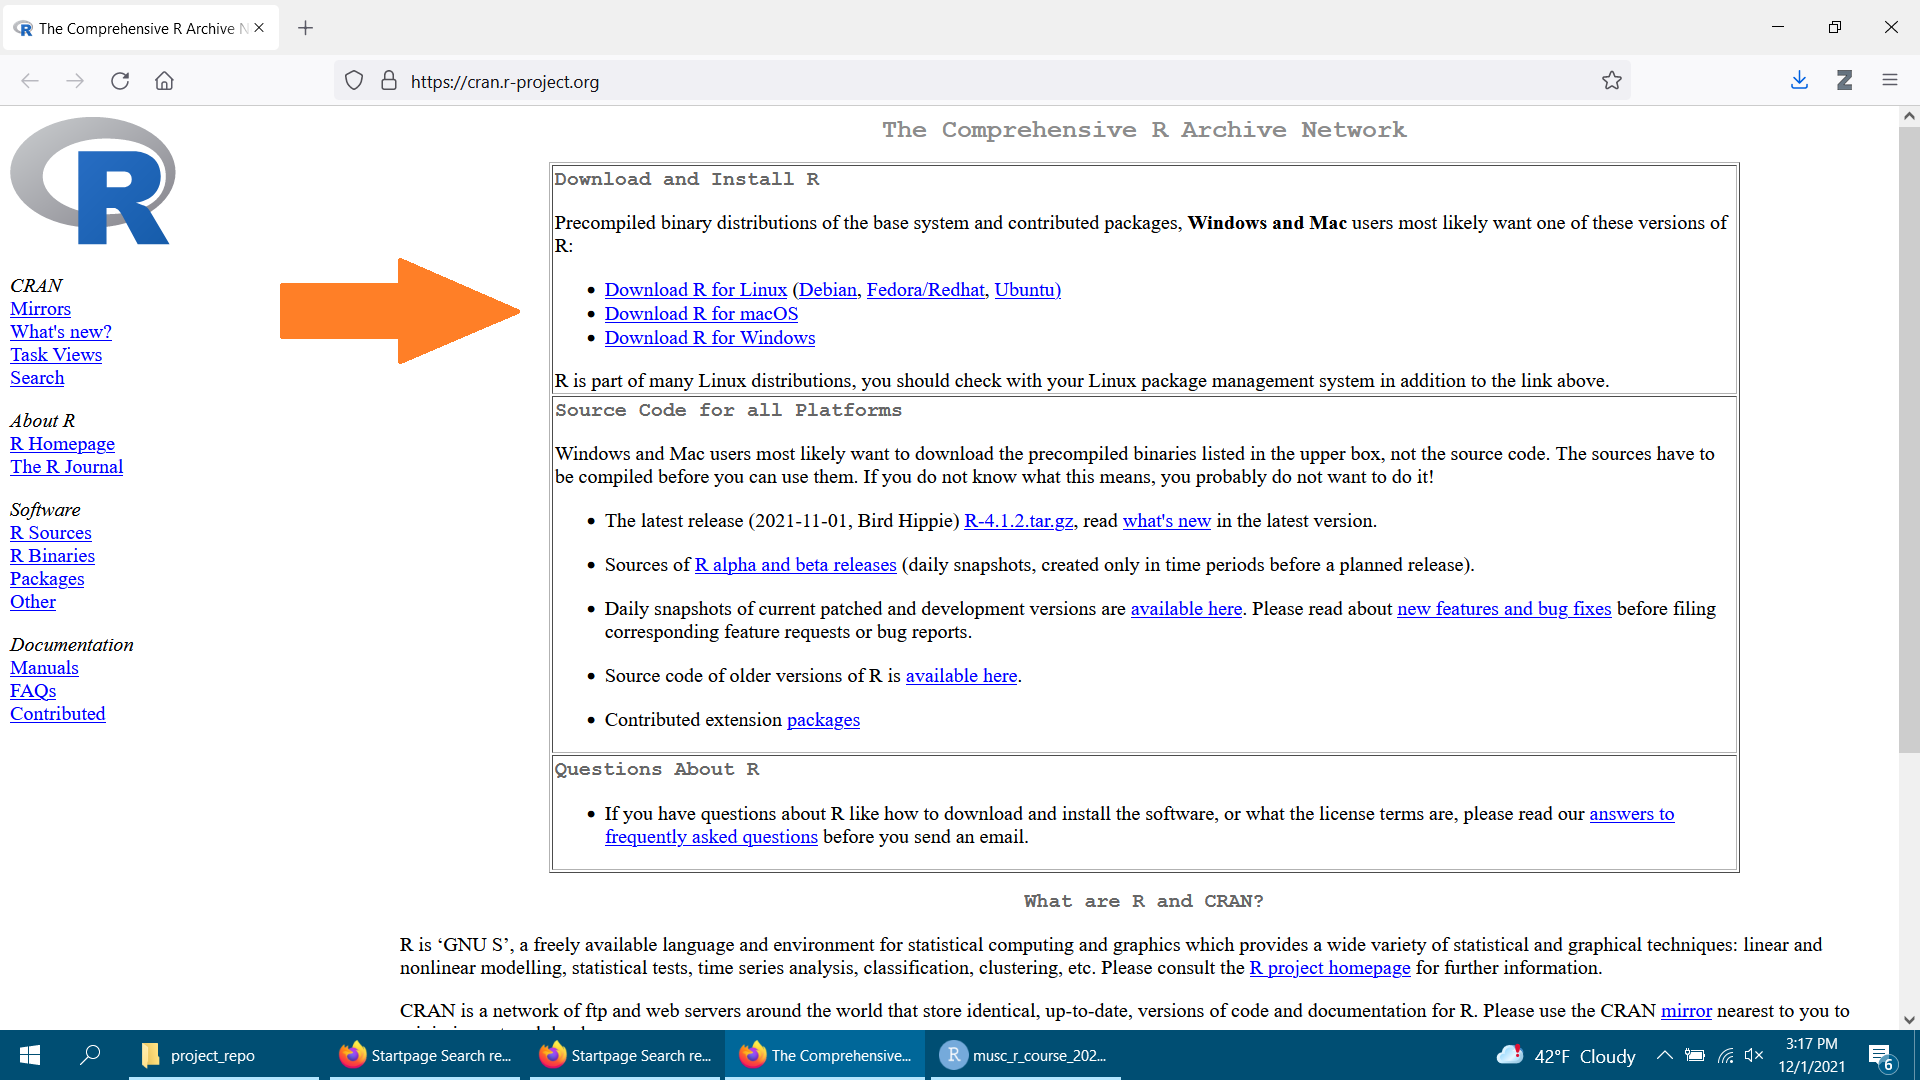 The Comprehensive R Archive N
https://cran.r-project.org
Z
R
The Comprehensive R Archive Network
Download and Install R
Precompiled binary distributions of the base system and contributed packages, Windows and Mac users most likely want one of these versions of
R:
Download R for Linux (Debian, Fedora/Redhat, Ubuntu)
Download R for macOS
Download R for Windows
R is part of many Linux distributions, you should check with your Linux package management system in addition to the link above.
Source Code for all Platforms
Windows and Mac users most likely want to download the precompiled binaries listed in the upper box, not the source code. The sources have to
be compiled before you can use them. If you do not know what this means, you probably do not want to do it!
The latest release (2021-11-01, Bird Hippie) R-4.1.2.tar.gz, read what's new in the latest version.
Sources of R alpha and beta releases (daily snapshots, created only in time periods before a planned release).
Daily snapshots of current patched and development versions are available here. Please read about new features and bug fixes before filing
corresponding feature requests or bug reports.
Source code of older versions of R is available here.
Contributed extension packages
Questions About R
If you have questions about R like how to download and install the software, or what the license terms are, please read our answers to
frequently asked questions before you send an email.
What are R and CRAN?
R is ‘GNU S’, a freely available language and environment for statistical computing and graphics which provides a wide variety of statistical and graphical techniques: linear and
nonlinear modelling, statistical tests, time series analysis, classification, clustering, etc. Please consult the R project homepage for further information.
CRAN is a network of ftp and web servers around the world that store identical, up-to-date, versions of code and documentation for R. Please use the CRAN mirror nearest to you to
CRAN
Mirrors
What's new?
Task Views
Search
About R
R Homepage
The R Journal
Software
R Sources
R Binaries
Packages
Other
Documentation
Manuals
FAQs
Contributed
project_repo
Startpage Search re...
Startpage Search re...
The Comprehensive...
R
musc_r_course_202...
42°F Cloudy
3:17 PM
12/1/2021
6